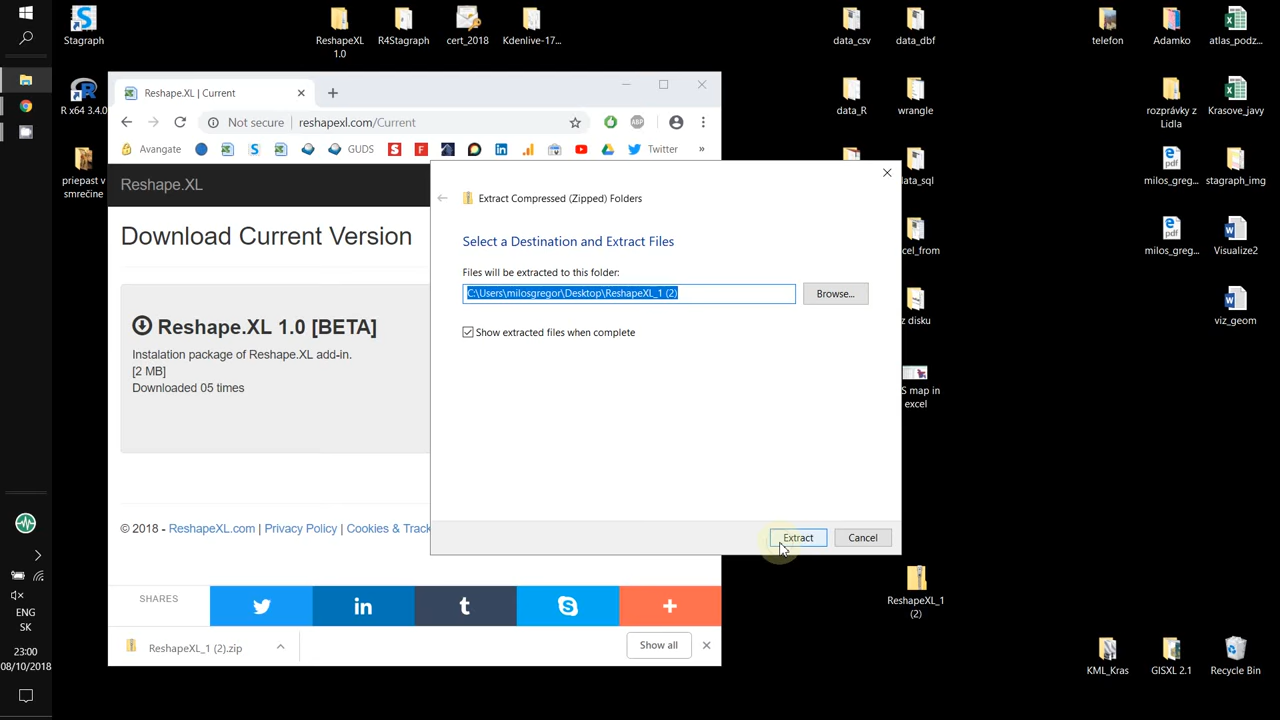 Stagraph
R x64 3.4.0
priepast v
smrečine
ReshapeXL
1.0
R4Stagraph
cert_2018
Kdenlive-17...
data_csv
data_dbf
telefon
Adamko
atlas_podz...
data_R
wrangle
rozprávky z
Lidla
Krasove_javy
data_sql
milos_greg...
stagraph_img
excel_from
milos_greg...
Visualize2
z disku
viz_geom
S map in
excel
ReshapeXL_1
(2)
KML_Kras
GISXL 2.1
Recycle Bin
Reshape.XL | Current
Not secure
reshapexl.com/Current
ABP
Avangate
GUDS
Twitter
»
Reshape.XL
Download Current Version
Reshape.XL 1.0 [BETA]
Instalation package of Reshape.XL add-in.
[2 MB]
Downloaded 05 times
© 2018 - ReshapeXL.com | Privacy Policy | Cookies & Track
SHARES
ReshapeXL_1 (2).zip
Show all
Extract Compressed (Zipped) Folders
Select a Destination and Extract Files
Files will be extracted to this folder:
C:\Users\milosgregor\Desktop\ReshapeXL_1 (2)
Browse...
Show extracted files when complete
Extract
Cancel
ENG
SK
23:00
08/10/2018